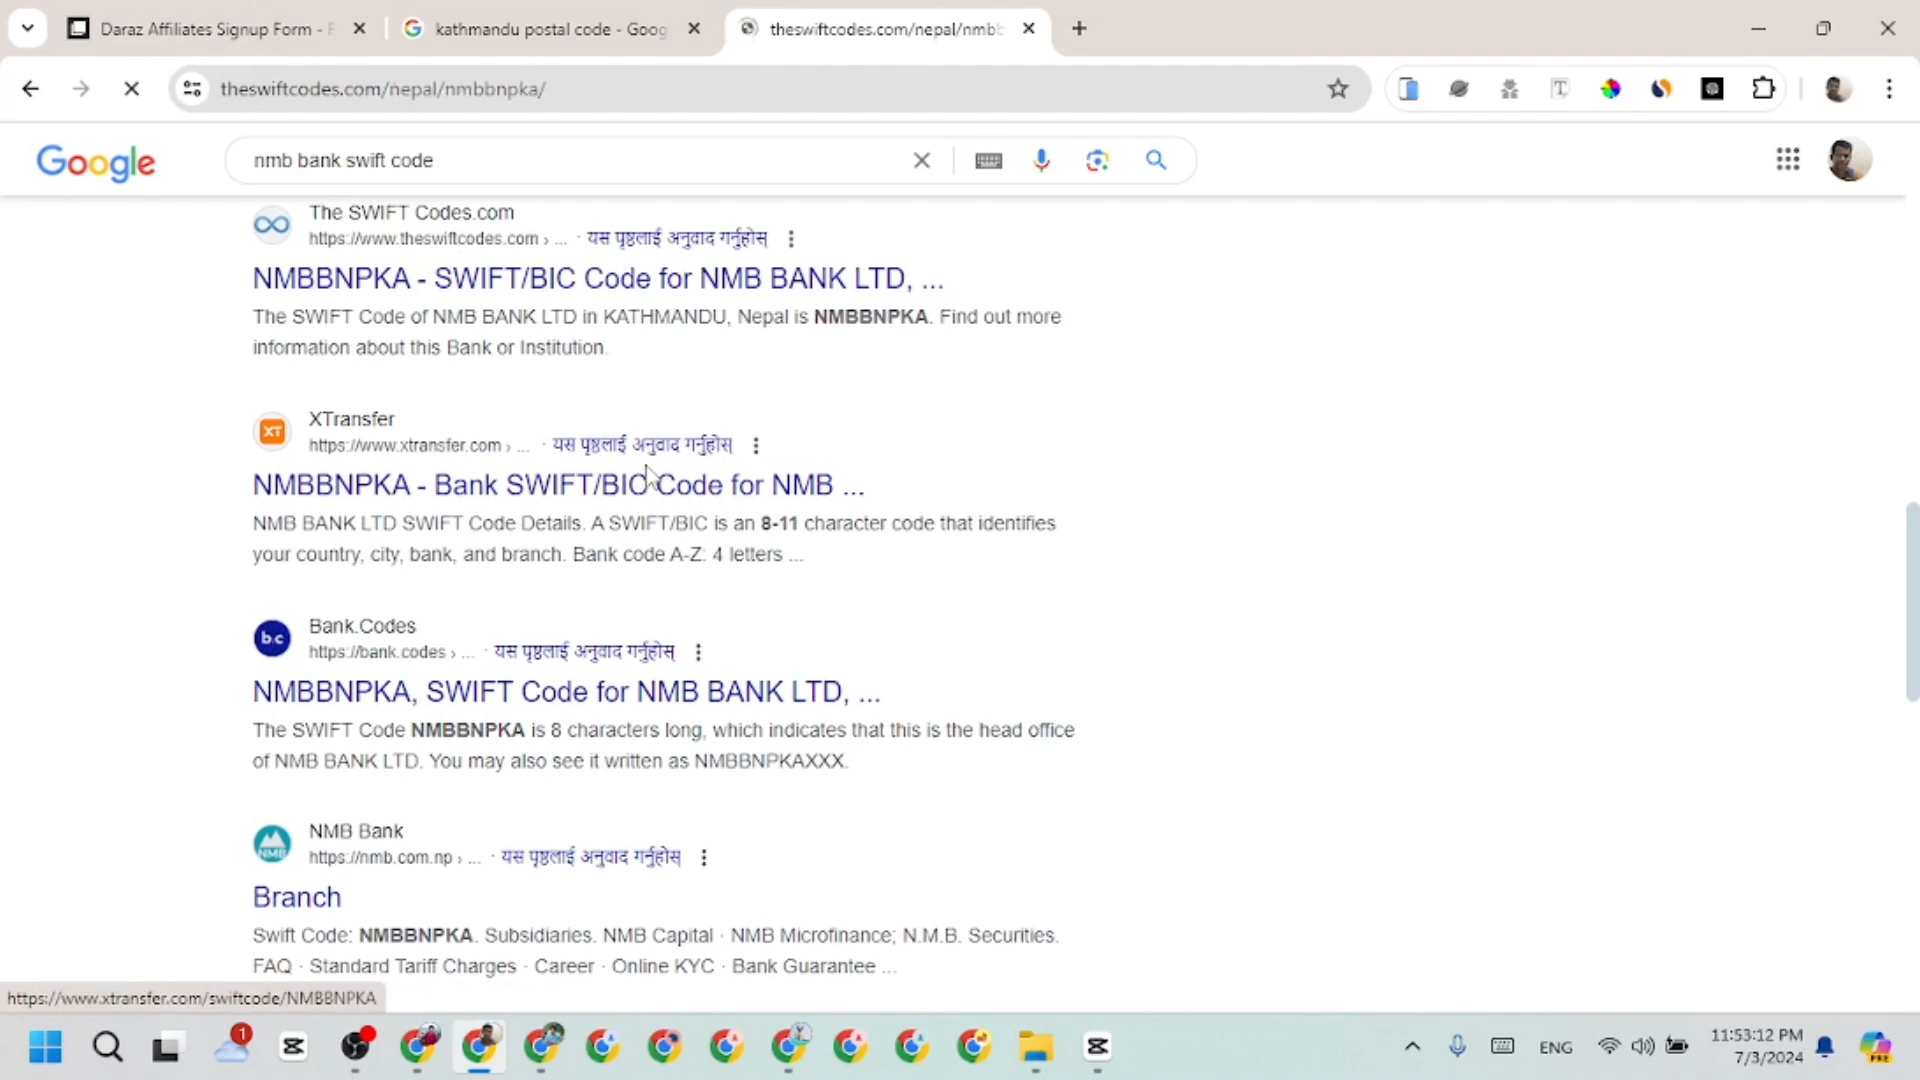 Daraz Affiliates Signup Form - F
kathmandu postal code - Goog
theswiftcodes.com/nepal/nmbb
theswiftcodes.com/nepal/nmbbnpka/
Google
nmb bank swift code
The SWIFT Codes.com
https://www.theswiftcodes.com › ... · यस पृष्ठलाई अनुवाद गर्नुहोस्
NMBBNPKA - SWIFT/BIC Code for NMB BANK LTD, ...
The SWIFT Code of NMB BANK LTD in KATHMANDU, Nepal is NMBBNPKA. Find out more
information about this Bank or Institution.
XT
XTransfer
https://www.xtransfer.com › ... · यस पृष्ठलाई अनुवाद गर्नुहोस्
NMBBNPKA - Bank SWIFT/BIC Code for NMB ...
NMB BANK LTD SWIFT Code Details. A SWIFT/BIC is an 8-11 character code that identifies
your country, city, bank, and branch. Bank code A-Z: 4 letters ...
b.c
Bank.Codes
https://bank.codes › ... · यस पृष्ठलाई अनुवाद गर्नुहोस्
NMBBNPKA, SWIFT Code for NMB BANK LTD, ...
The SWIFT Code NMBBNPKA is 8 characters long, which indicates that this is the head office
of NMB BANK LTD. You may also see it written as NMBBNPKAXXX.
NMB
NMB Bank
https://nmb.com.np › ... · यस पृष्ठलाई अनुवाद गर्नुहोस्
Branch
Swift Code: NMBBNPKA. Subsidiaries. NMB Capital · NMB Microfinance; N.M.B. Securities.
FAQ · Standard Tariff Charges · Career · Online KYC · Bank Guarantee ...
https://www.xtransfer.com/swiftcode/NMBBNPKA
1
ENG
11:53:12 PM
7/3/2024
PRE